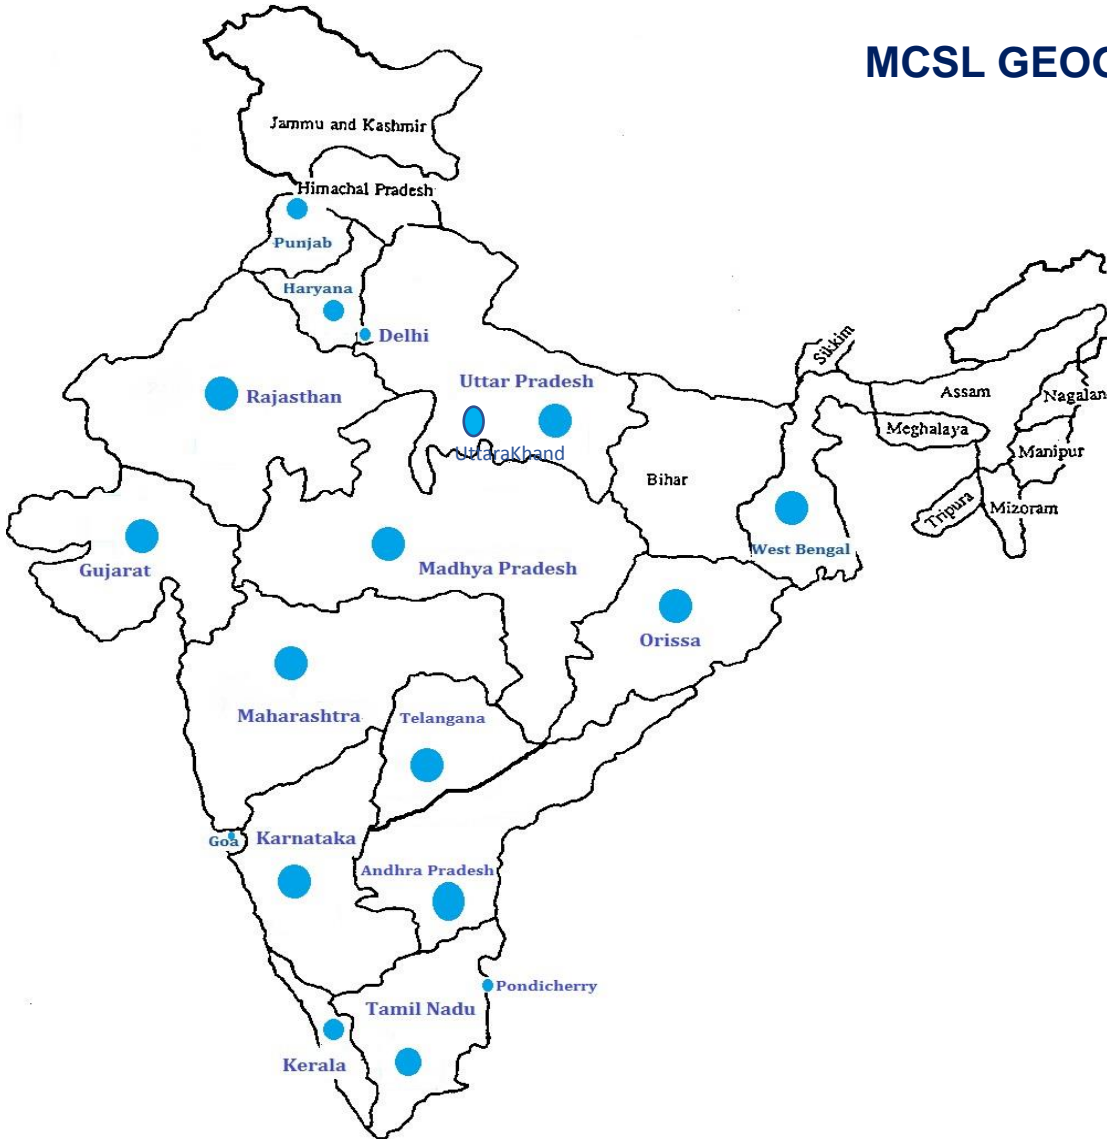 MCSL GEOG
Jammu and Kashmir
Himachal Pradesh
Punjab
Haryana
Delhi
Sikkim
Uttar Pradesh
Rajasthan
Assam
Nagalan
Meghalaya
UttaraKhand
Manipur
Bihar
Tripura
Mizoram
West Bengal
Gujarat
Madhya Pradesh
Orissa
Maharashtra
Telangana
Goa
Karnataka
Andhra Pradesh
Pondicherry
Tamil Nadu
Kerala